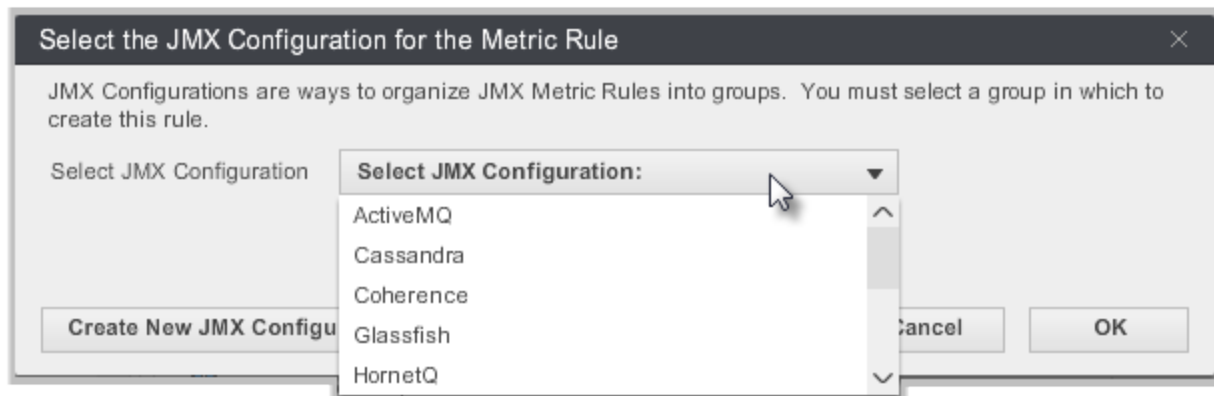 Select the JMX Configuration for the Metric Rule
JMX Configurations are ways to organize JMX Metric Rules into groups. You must select a group in which to
create this rule.
Select JMX Configuration
Select JMX Configuration:
ActiveMQ
Cassandra
Coherence
Glassfish
HornetQ
Create New JMX Configu
Cancel
OK